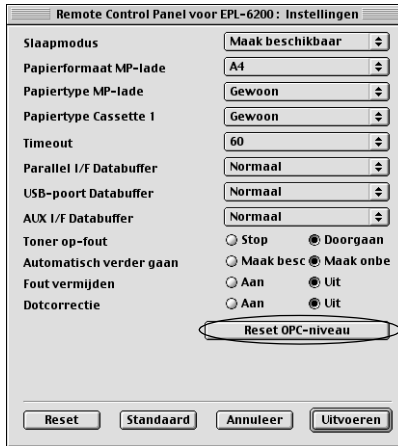 Remote Control Panel voor EPL-6200 : Instellingen
Slaapmodus Maak beschikbaar
Papierformaat MP-lade A4
Papiertype MP-lade Gewoon
Papiertype Cassette 1 Gewoon
Timeout 60
Parallel I/F Databuffer Normaal
USB-poort Databuffer Normaal
AUX I/F Databuffer Normaal
Toner op-fout Stop Doorgaan
Automatisch verder gaan Maak besc Maak onbe
Fout vermijden Aan Uit
Dotcorrectie Aan Uit
Reset OPC-niveau
Reset Standaard Annuleer Uitvoeren